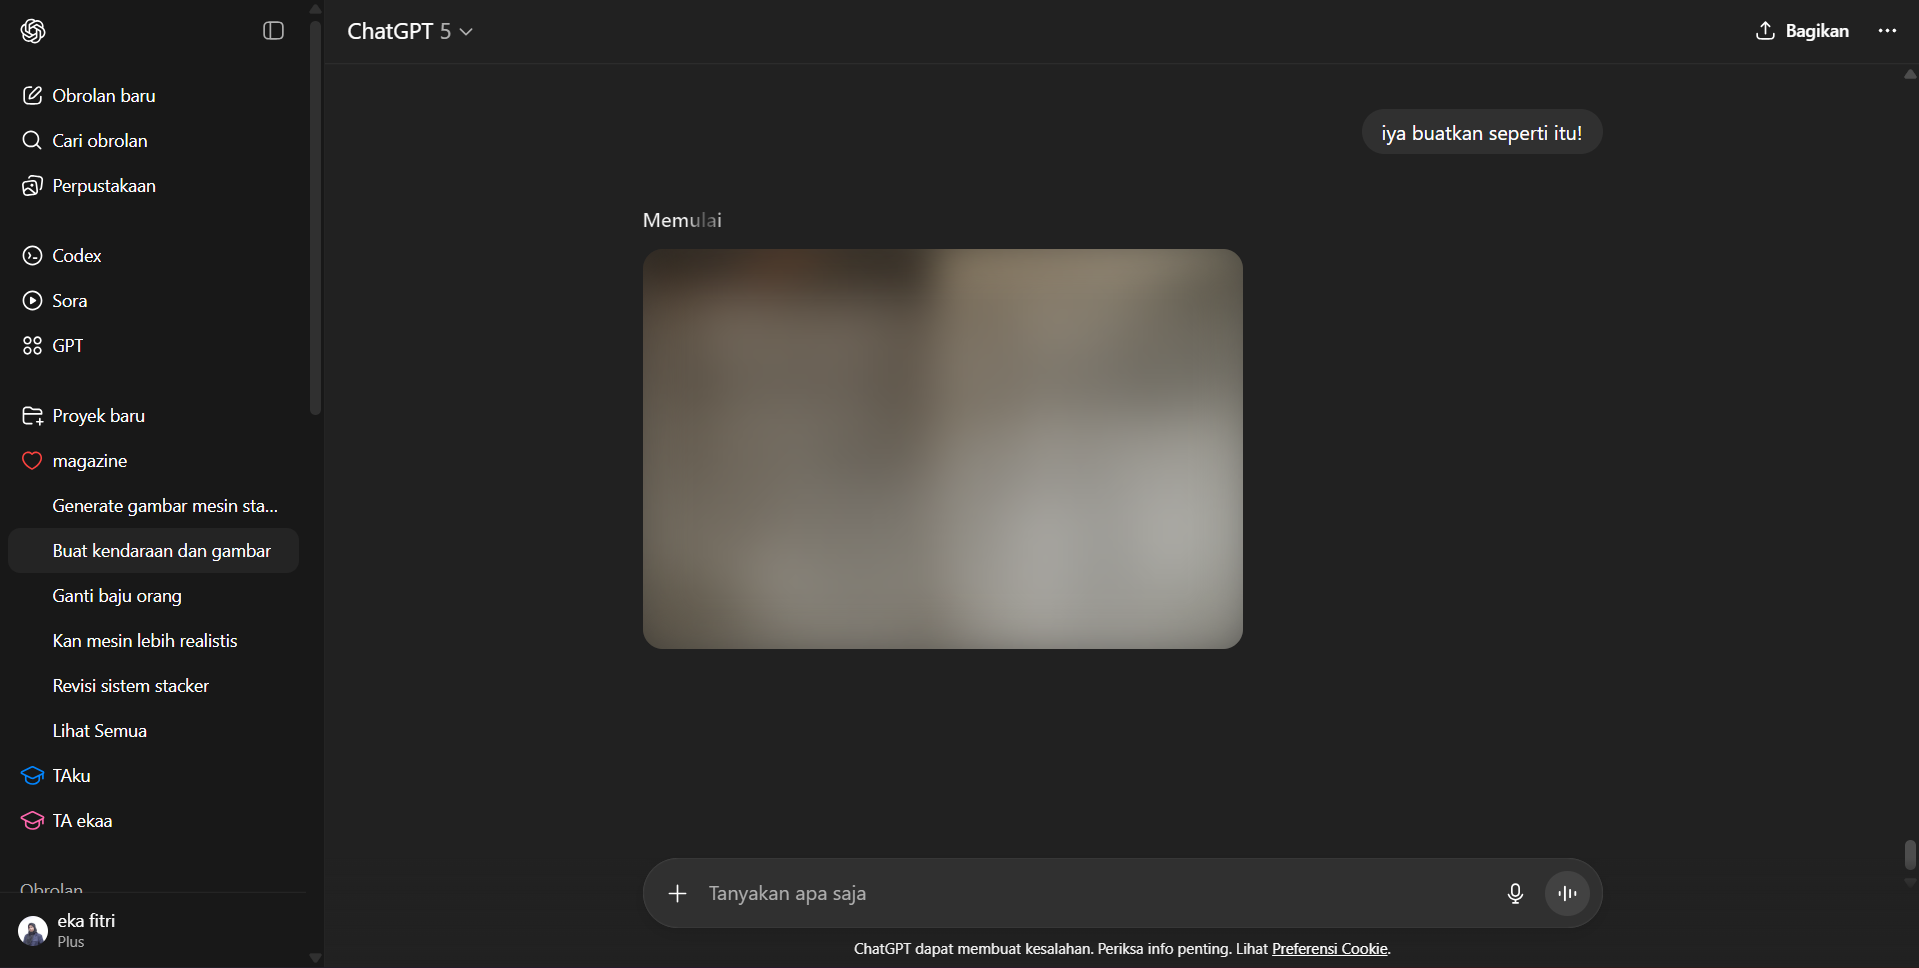 ChatGPT 5
Bagikan
Obrolan baru
Cari obrolan
Perpustakaan
Codex
Sora
GPT
Proyek baru
magazine
Generate gambar mesin sta...
Buat kendaraan dan gambar
Ganti baju orang
Kan mesin lebih realistis
Revisi sistem stacker
Lihat Semua
TAku
TA ekaa
Obrolan
eka fitri
Plus
iya buatkan seperti itu!
Memulai
Tanyakan apa saja
ChatGPT dapat membuat kesalahan. Periksa info penting. Lihat Preferensi Cookie.